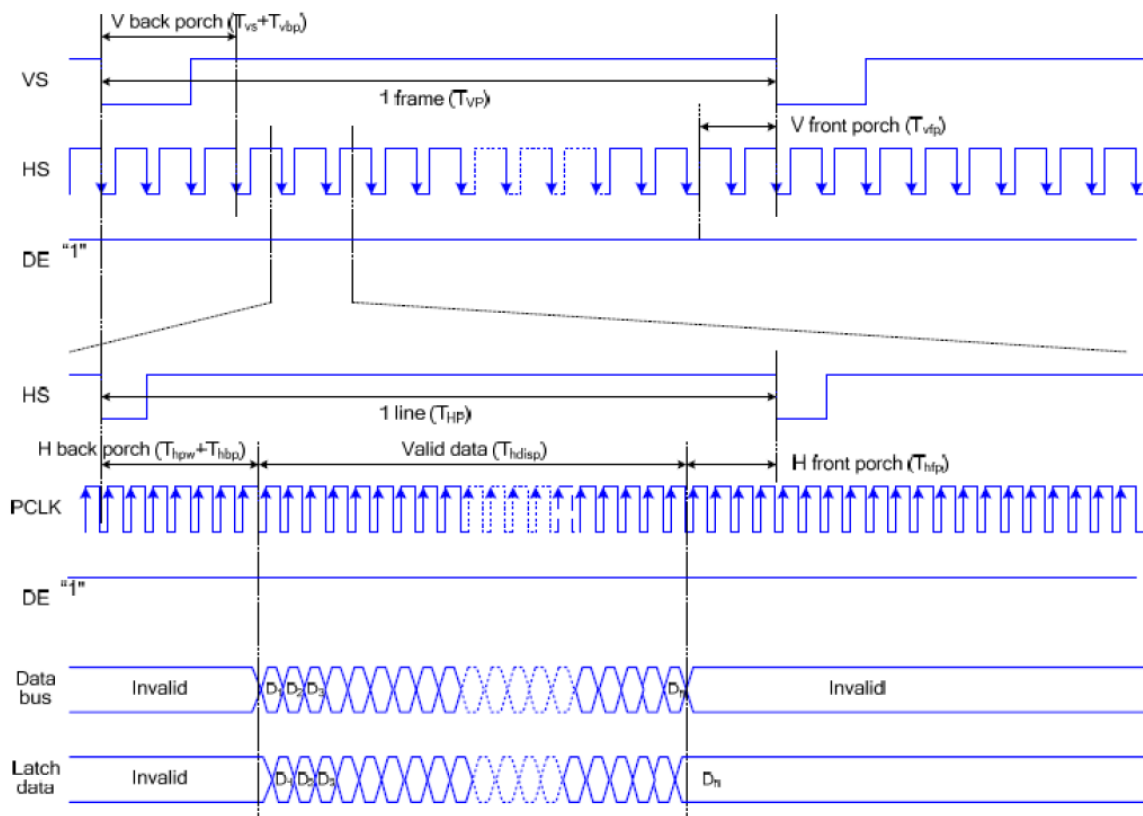 V back porch (Tvs+Tvbp)
VS
1 frame (TVP)
V front porch (Tvfp)
HS
DE "1"
HS
1 line (THP)
H back porch (Thpw+Thbp)
Valid data (Thdisp)
H front porch (Thfp)
PCLK
DE "1"
Data
bus
Invalid
D1 D2 D3
Dn
Invalid
Latch
data
Invalid
D1 D2 D3
Dn